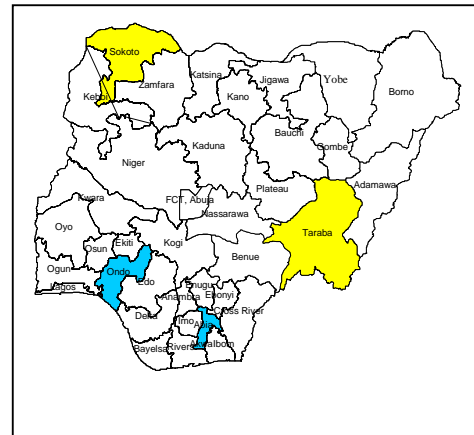 Sokoto
Katsina
Jigawa
Yobe
Borno
Kebbi
Zamfara
Kano
Bauchi
Gombe
Kaduna
Niger
Adamawa
Plateau
Kwara
FCT, Abuja
Nassarawa
Taraba
Oyo
Ekiti
Kogi
Osun
Benue
Ogun
Ondo
Edo
Lagos
Enugu
Anambra
Ebonyi
Cross River
Delta
Imo
Abia
Bayelsa
Rivers
AkwaIbom